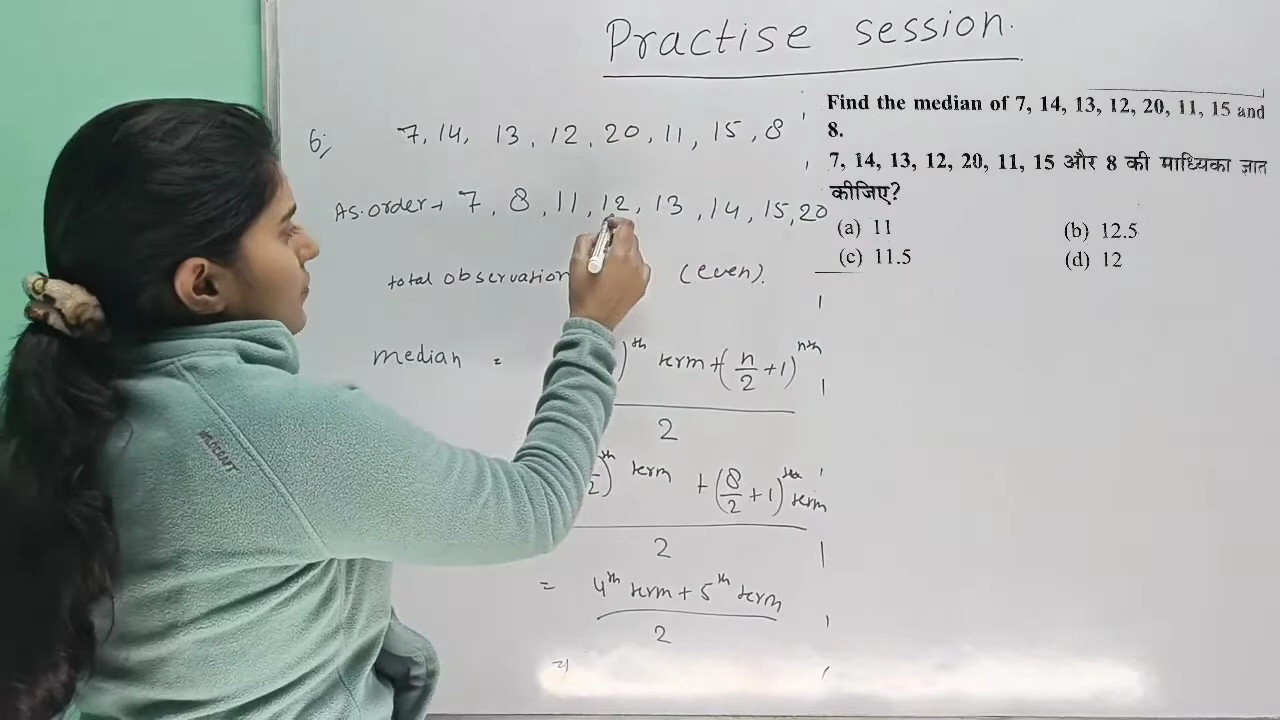 Practise session.
6; 7, 14, 13, 12, 20, 11, 15, 8
As. order → 7, 8, 11, 12, 13, 14, 15, 20
total observation (even).
median = )th term + (n/2 + 1)nth
2
2)th term + (8/2 + 1)th term
2
= 4th term + 5th term
2
=
Find the median of 7, 14, 13, 12, 20, 11, 15 and
8.
7, 14, 13, 12, 20, 11, 15 और 8 की माध्यिका ज्ञात
कीजिए?
(a) 11 (b) 12.5
(c) 11.5 (d) 12